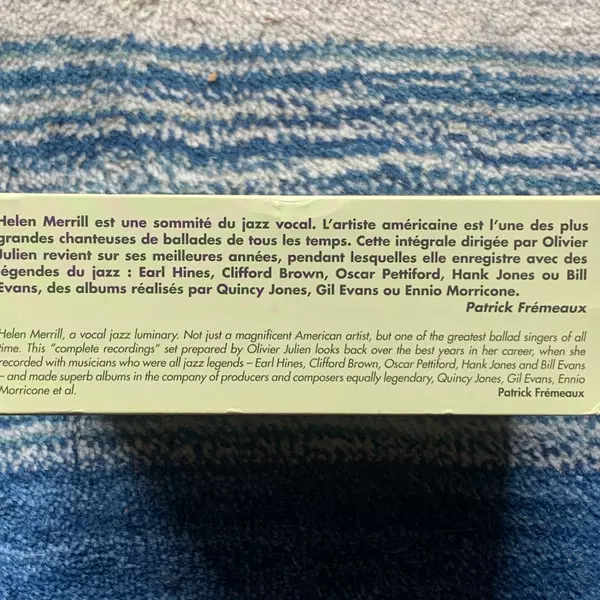 Helen Merrill est une sommité du jazz vocal. L'artiste américaine est l'une des plus
grandes chanteuses de ballades de tous les temps. Cette intégrale dirigée par Olivier
Julien revient sur ses meilleures années, pendant lesquelles elle enregistre avec des
légendes du jazz : Earl Hines, Clifford Brown, Oscar Pettiford, Hank Jones ou Bill
Evans, des albums réalisés par Quincy Jones, Gil Evans ou Ennio Morricone.
Patrick Frémeaux
Helen Merrill, a vocal jazz luminary. Not just a magnificent American artist, but one of the greatest ballad singers of all
time. This "complete recordings" set prepared by Olivier Julien looks back over the best years in her career, when she
recorded with musicians who were all jazz legends – Earl Hines, Clifford Brown, Oscar Pettiford, Hank Jones and Bill Evans
– and made superb albums in the company of producers and composers equally legendary, Quincy Jones, Gil Evans, Ennio
Morricone et al.
Patrick Frémeaux